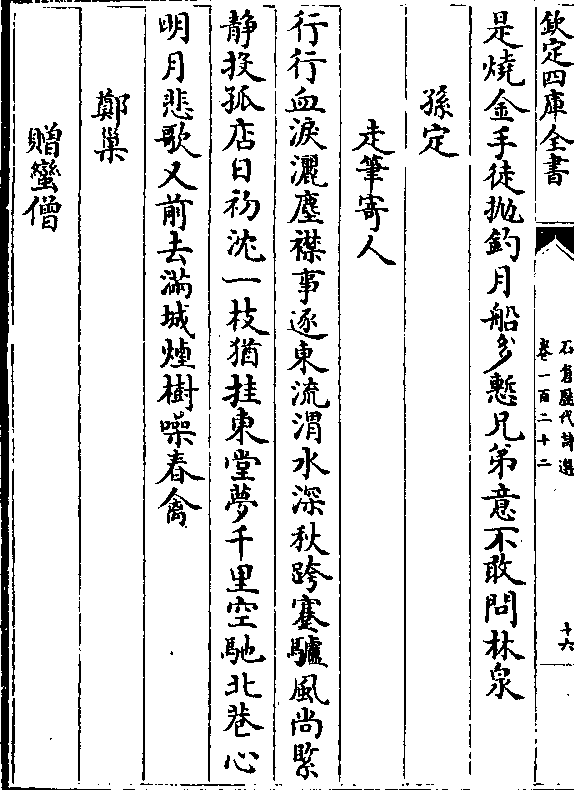 欽定四庫全書
石倉歷代詩選
卷一百二十二
十六
是燒金手徒拋釣月船多慙兄弟意不敢問林泉
孫定
走筆寄人
行行血淚灑塵襟事逐東流渭水深秋跨蹇驢風尚緊
静投孤店日初沈一枝猶挂東堂夢千里空馳北巷心
明月悲歌又前去滿城煙樹噪春禽
鄭巢
贈蠻僧